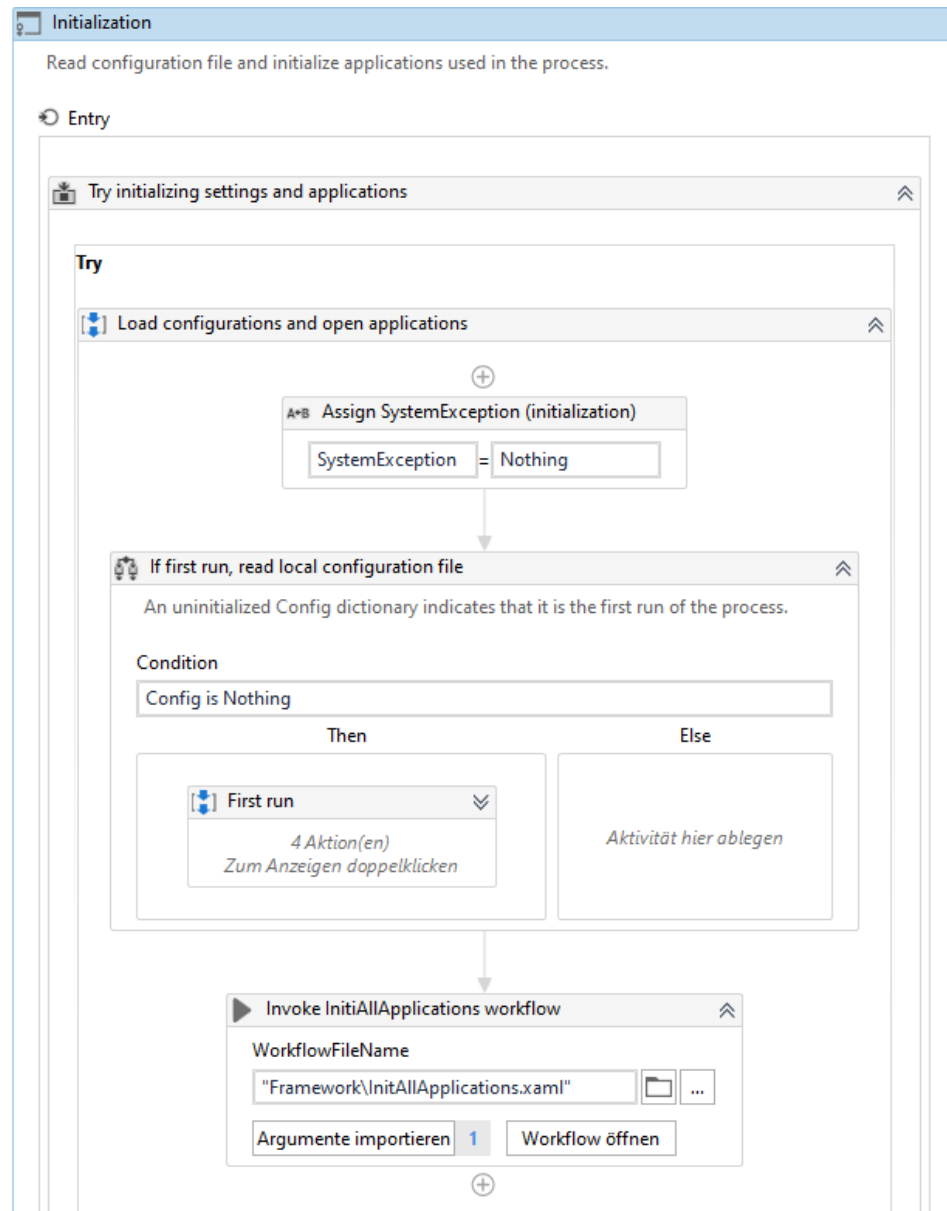 Initialization
Read configuration file and initialize applications used in the process.
Entry
Try initializing settings and applications
Try
Load configurations and open applications
A+B Assign SystemException (initialization)
SystemException = Nothing
If first run, read local configuration file
An uninitialized Config dictionary indicates that it is the first run of the process.
Condition
Config is Nothing
Then
Else
First run
4 Aktion(en)
Zum Anzeigen doppelklicken
Aktivität hier ablegen
Invoke InitiAllApplications workflow
WorkflowFileName
"Framework\InitAllApplications.xaml"
...
Argumente importieren 1
Workflow öffnen